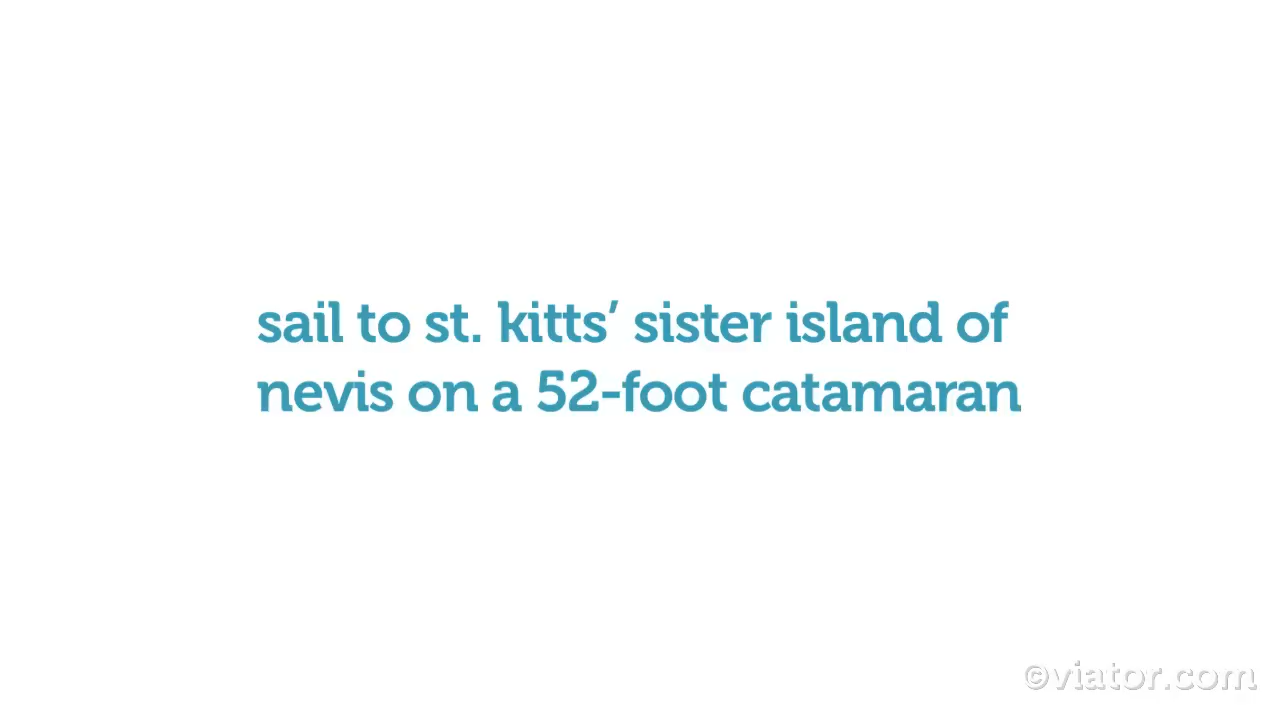 sail to st. kitts’ sister island of
nevis on a 52-foot catamaran
©viator.com